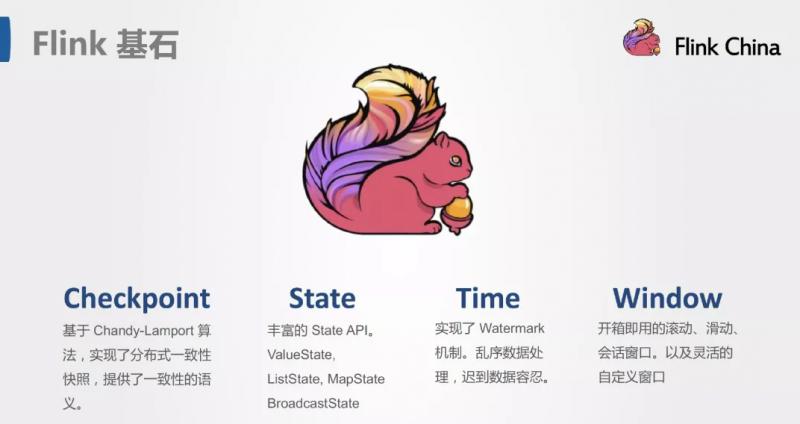 Flink 基石
Flink China
Checkpoint
基于 Chandy-Lamport 算
法，实现了分布式一致性
快照，提供了一致性的语
义。
State
丰富的 State API。
ValueState,
ListState, MapState
BroadcastState
Time
实现了 Watermark
机制。乱序数据处
理，迟到数据容忍。
Window
开箱即用的滚动、滑动、
会话窗口。以及灵活的
自定义窗口